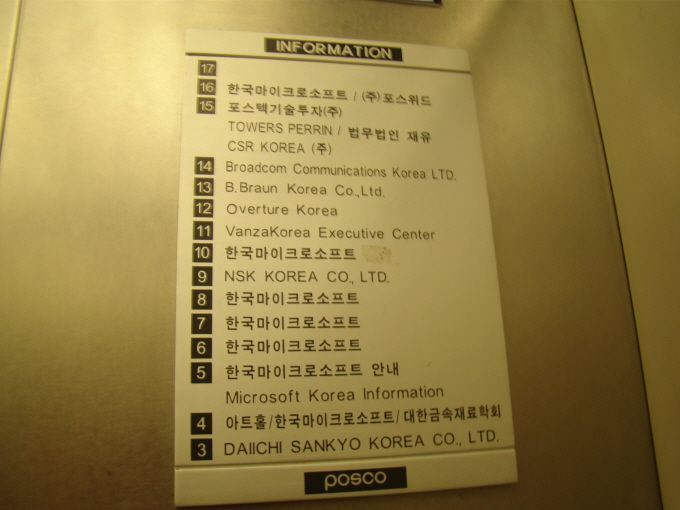 INFORMATION
17
16 한국마이크로소프트 / (주)포스위드
15 포스텍기술투자(주)
TOWERS PERRIN / 법무법인 재유
CSR KOREA (주)
14 Broadcom Communications Korea LTD.
13 B.Braun Korea Co.,Ltd.
12 Overture Korea
11 VanzaKorea Executive Center
10 한국마이크로소프트
9 NSK KOREA CO., LTD.
8 한국마이크로소프트
7 한국마이크로소프트
6 한국마이크로소프트
5 한국마이크로소프트 안내
Microsoft Korea Information
4 아트홀/한국마이크로소프트/대한금속재료학회
3 DAIICHI SANKYO KOREA CO., LTD.
posco